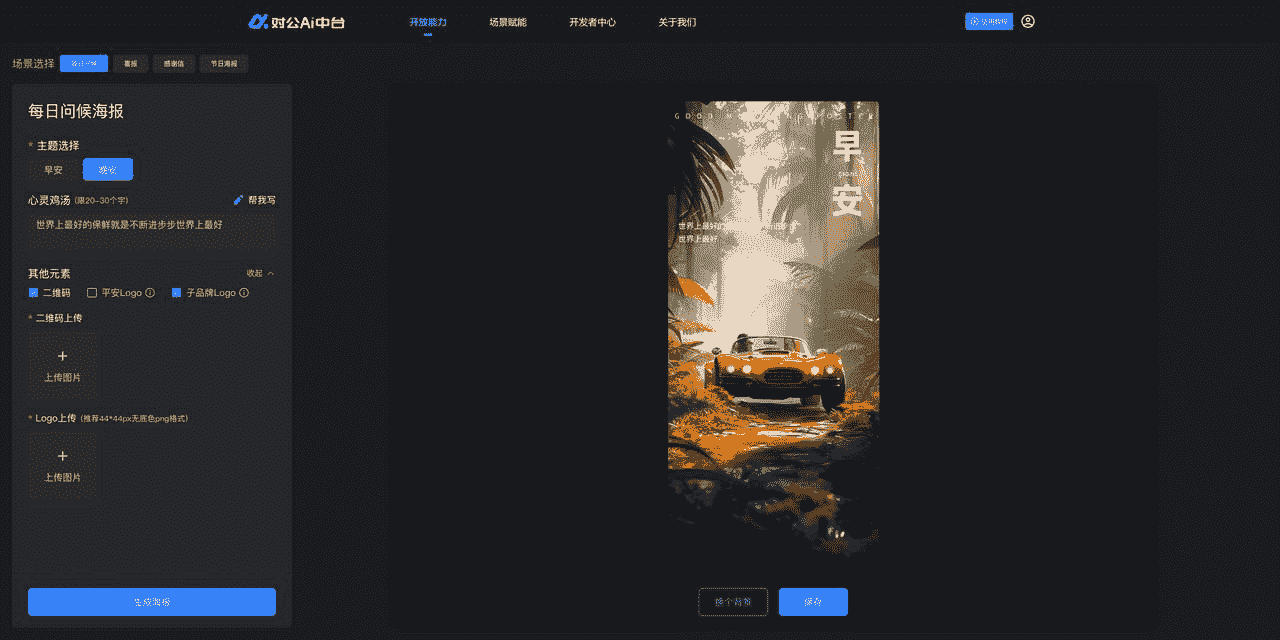 对公Ai中台
开放能力
场景赋能
开发者中心
关于我们
场景选择
喜报
感谢信
节日海报
每日问候海报
* 主题选择
早安
晚安
心灵鸡汤 (限20-30个字)
帮我写
世界上最好的保鲜就是不断进步步世界上最好
其他元素
收起
二维码
平安Logo
子品牌Logo
* 二维码上传
+
上传图片
* Logo上传 (推荐44*44px无底色png格式)
+
上传图片
生成海报
GOOD
早
安
世界上最好
世界上最好
换个背景
保存